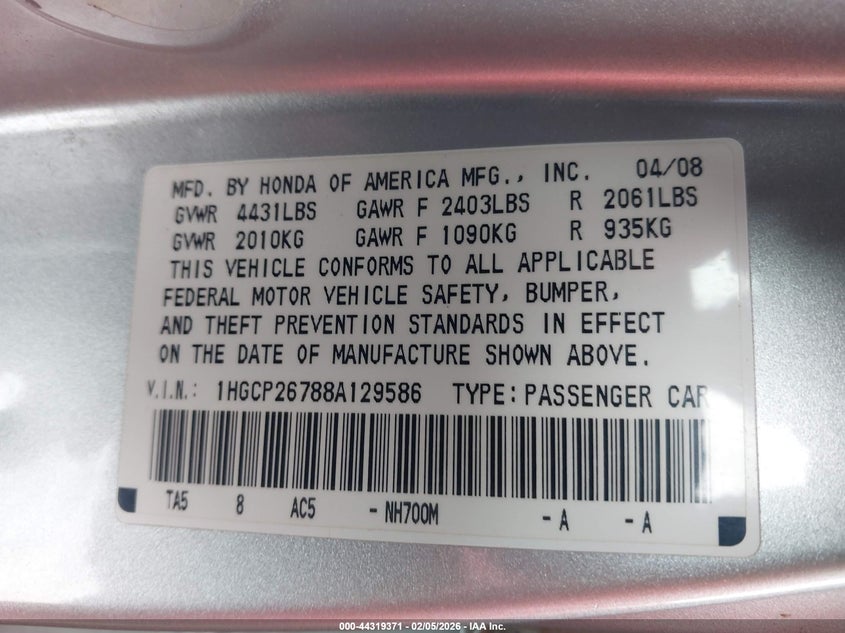 MFD. BY HONDA OF AMERICA MFG., INC. 04/08
GVWR 4431LBS GAWR F 2403LBS R 2061LBS
GVWR 2010KG GAWR F 1090KG R 935KG
THIS VEHICLE CONFORMS TO ALL APPLICABLE
FEDERAL MOTOR VEHICLE SAFETY, BUMPER,
AND THEFT PREVENTION STANDARDS IN EFFECT
ON THE DATE OF MANUFACTURE SHOWN ABOVE.
V.I.N.: 1HGCP26788A129586 TYPE: PASSENGER CAR
TA5 8 AC5 - NH700M - A - A
000-44319371 - 02/05/2026 - IAA Inc.